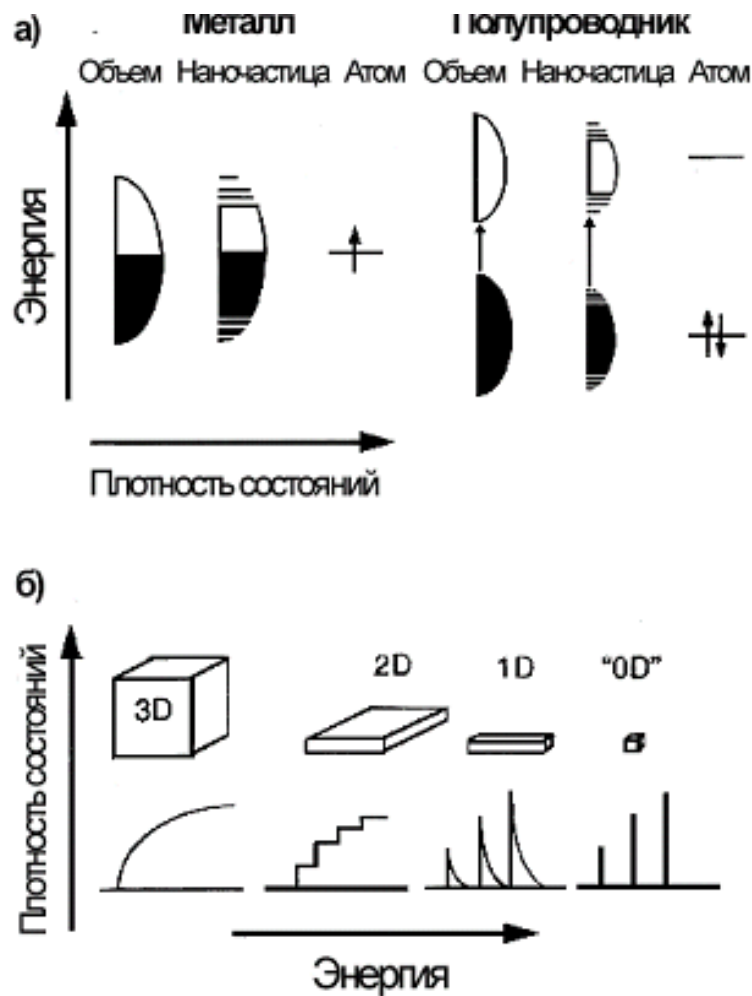 а)
Металл Полупроводник
Объем Наночастица Атом Объем Наночастица Атом
Энергия
Плотность состояний
б)
Плотность состояний
3D 2D 1D “0D”
Энергия